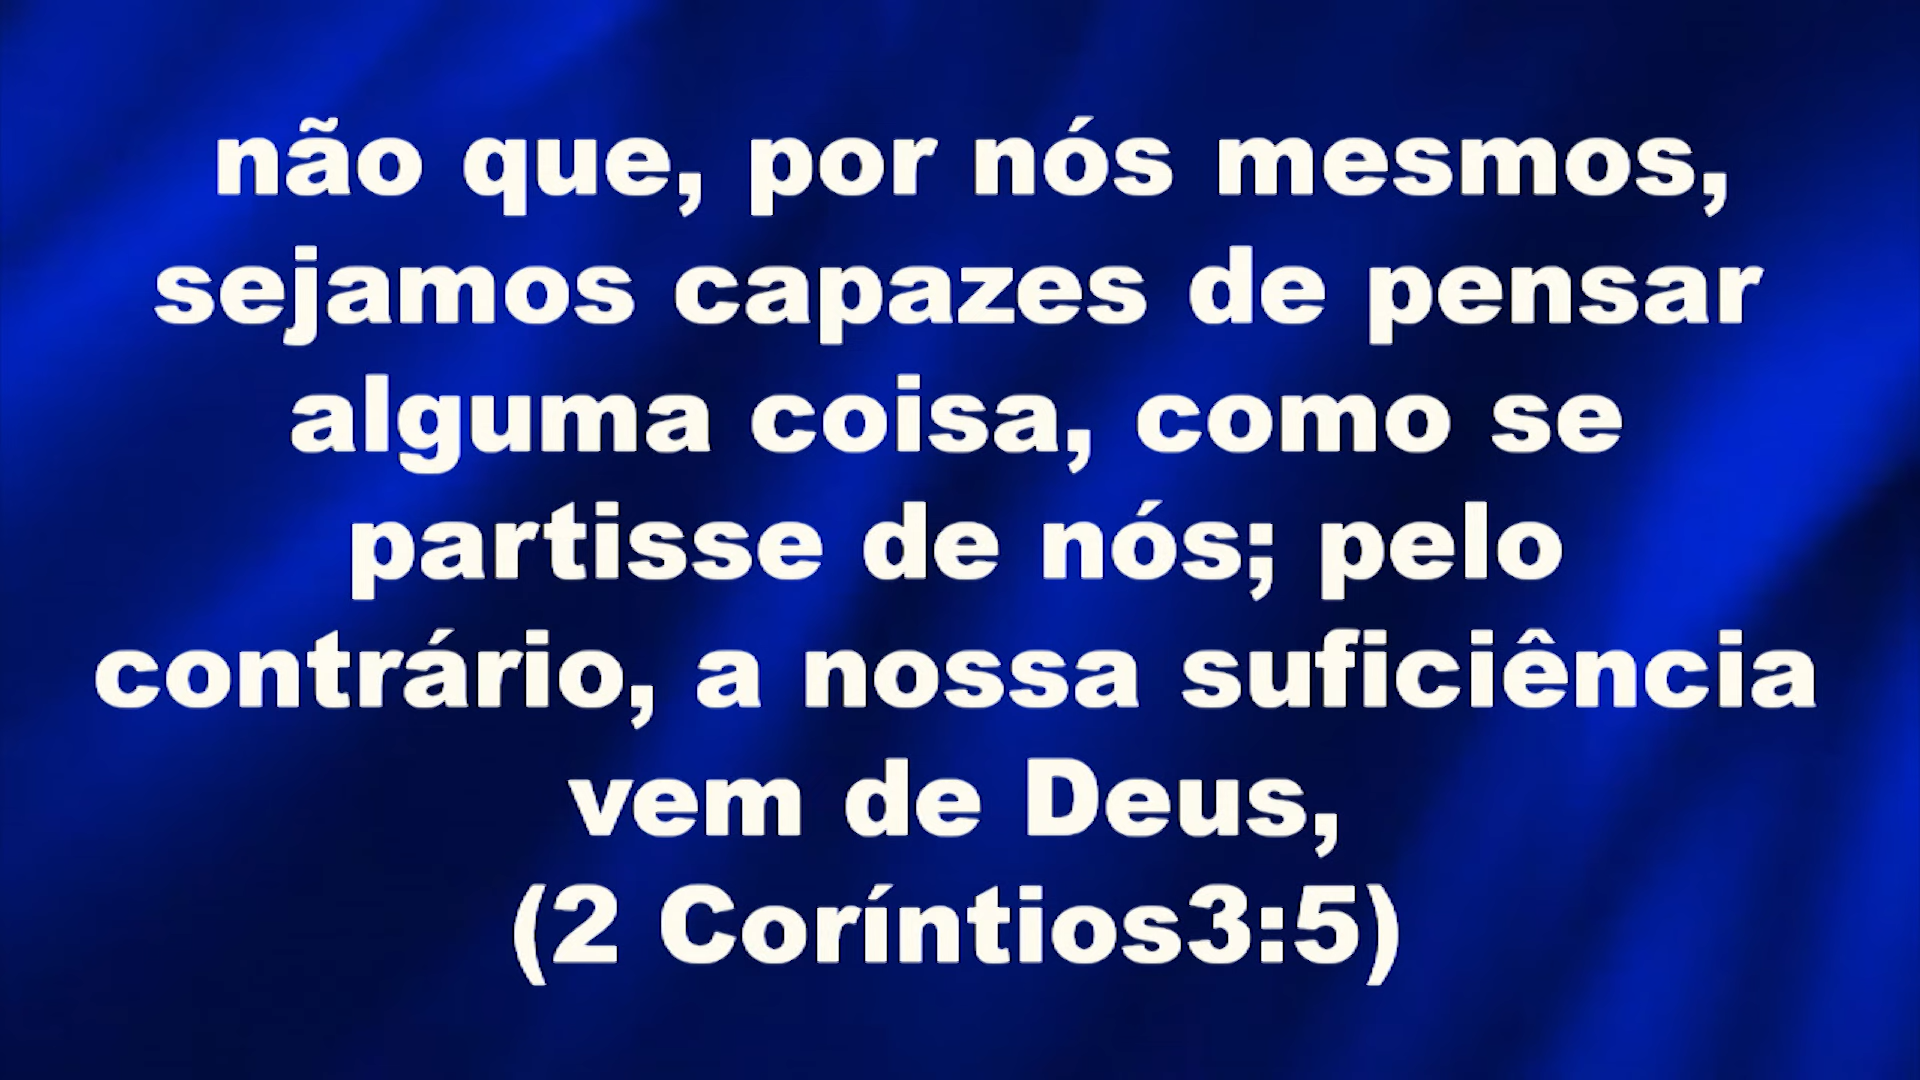 não que, por nós mesmos,
sejamos capazes de pensar
alguma coisa, como se
partisse de nós; pelo
contrário, a nossa suficiência
vem de Deus,
(2 Coríntios3:5)